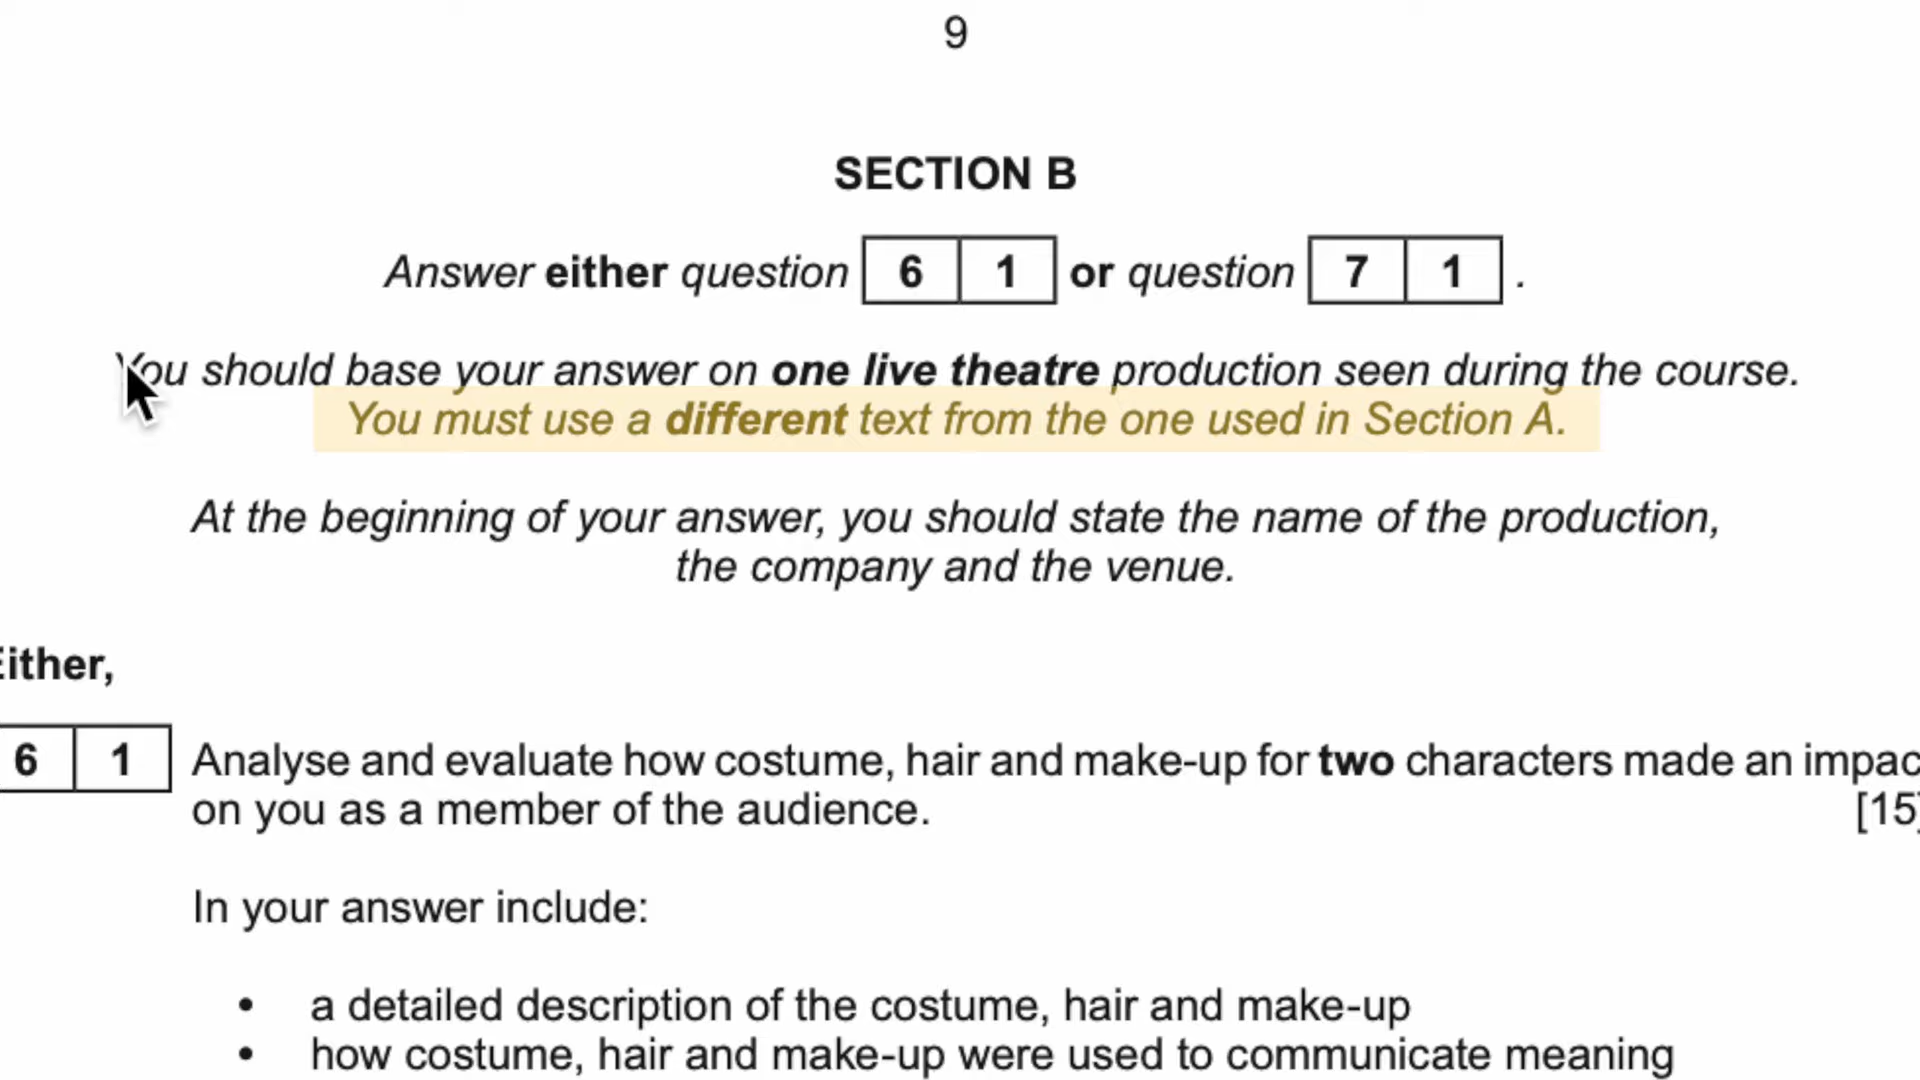 9
SECTION B
Answer either question 6 1 or question 7 1 .
You should base your answer on one live theatre production seen during the course.
You must use a different text from the one used in Section A.
At the beginning of your answer, you should state the name of the production,
the company and the venue.
Either,
6 1 Analyse and evaluate how costume, hair and make-up for two characters made an impac
on you as a member of the audience. [15]
In your answer include:
• a detailed description of the costume, hair and make-up
• how costume, hair and make-up were used to communicate meaning